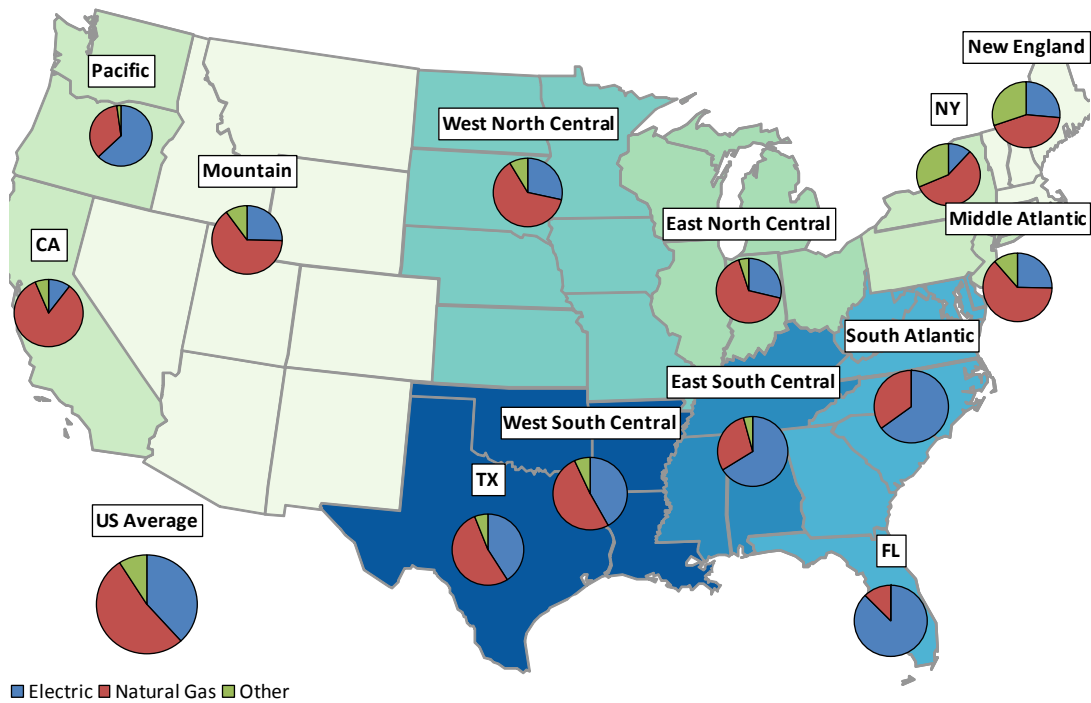 New England
Pacific
NY
West North Central
Mountain
Middle Atlantic
East North Central
CA
South Atlantic
East South Central
West South Central
TX
US Average
FL
Electric Natural Gas Other